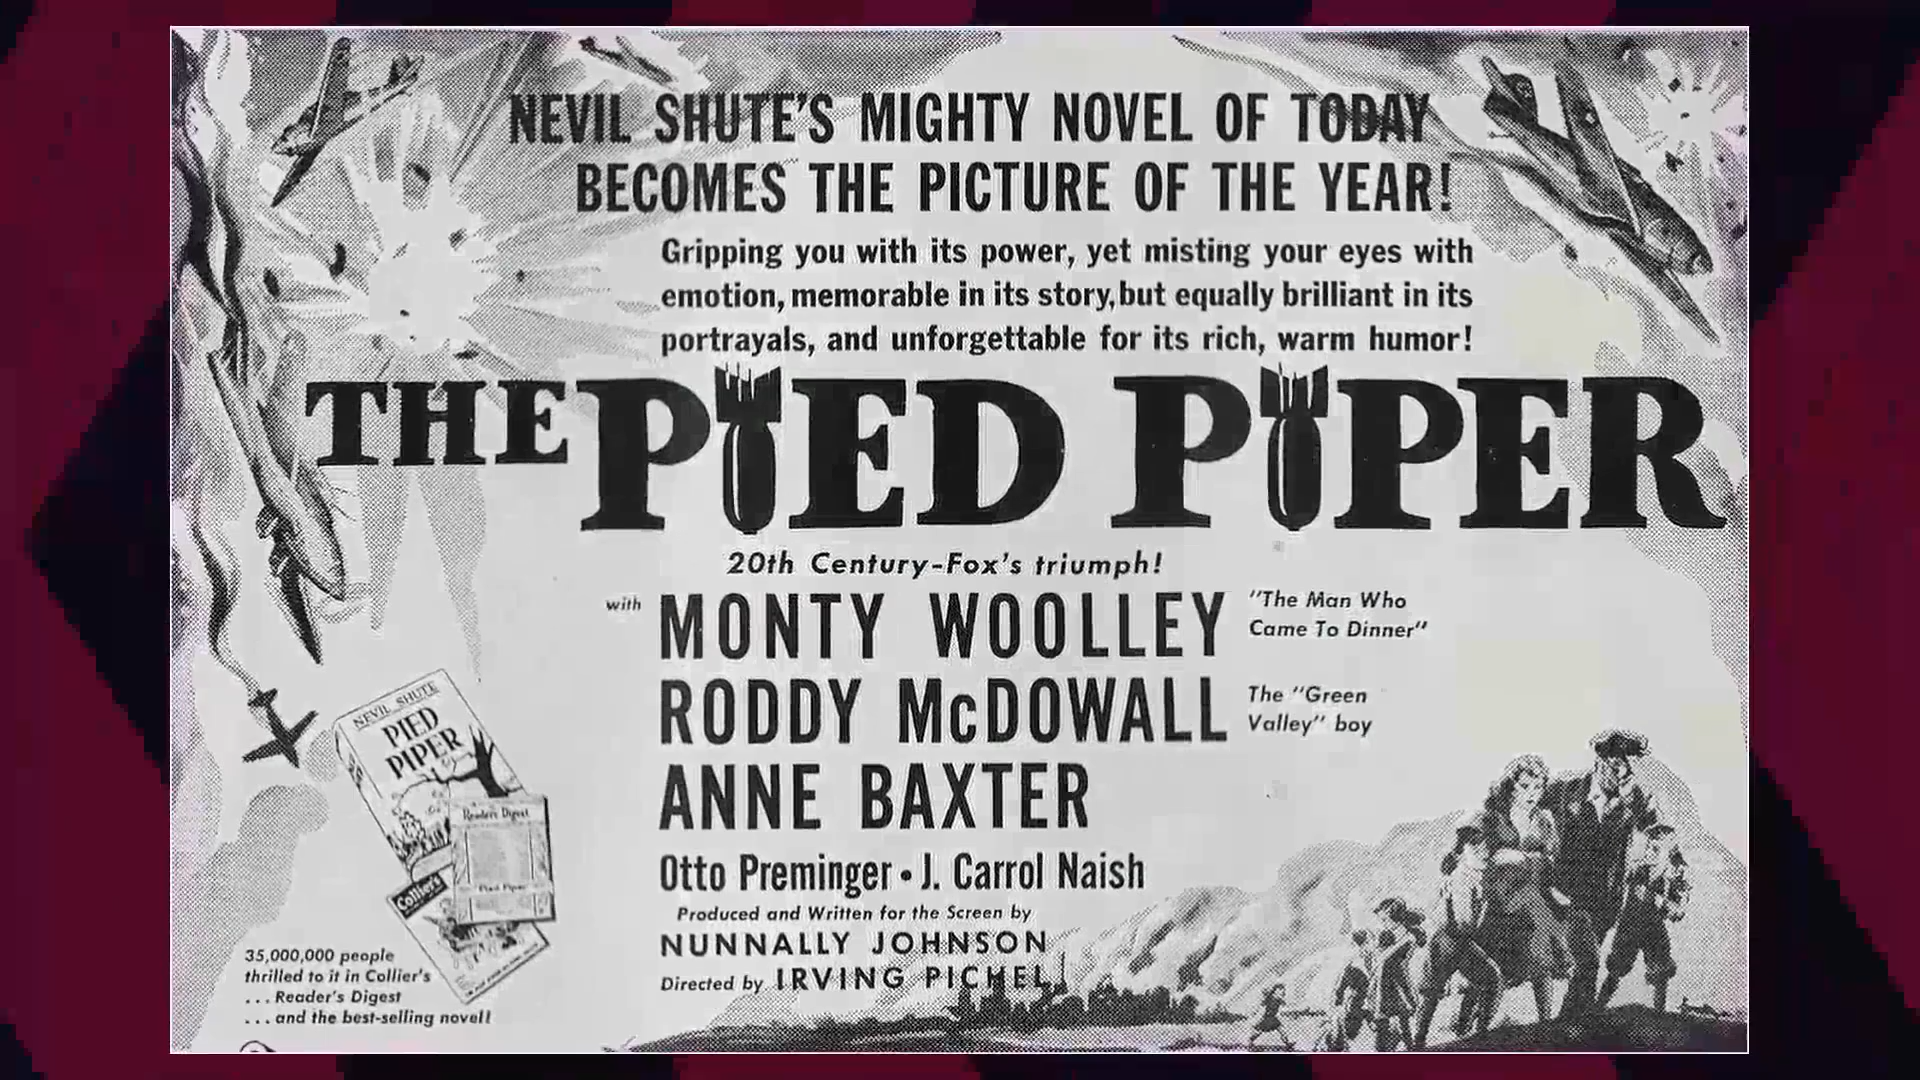 NEVIL SHUTE'S MIGHTY NOVEL OF TODAY
BECOMES THE PICTURE OF THE YEAR!
Gripping you with its power, yet misting your eyes with
emotion, memorable in its story, but equally brilliant in its
portrayals, and unforgettable for its rich, warm humor!
THE PIED PIPER
20th Century-Fox's triumph!
with MONTY WOOLLEY "The Man Who
Came To Dinner"
RODDY McDOWALL The "Green
Valley" boy
ANNE BAXTER
Otto Preminger • J. Carrol Naish
Produced and Written for the Screen by
NUNNALLY JOHNSON
Directed by IRVING PICHEL
NEVIL SHUTE
PIED
PIPER
Reader's Digest
Pied Piper
Collier's
35,000,000 people
thrilled to it in Collier's
... Reader's Digest
... and the best-selling novel!